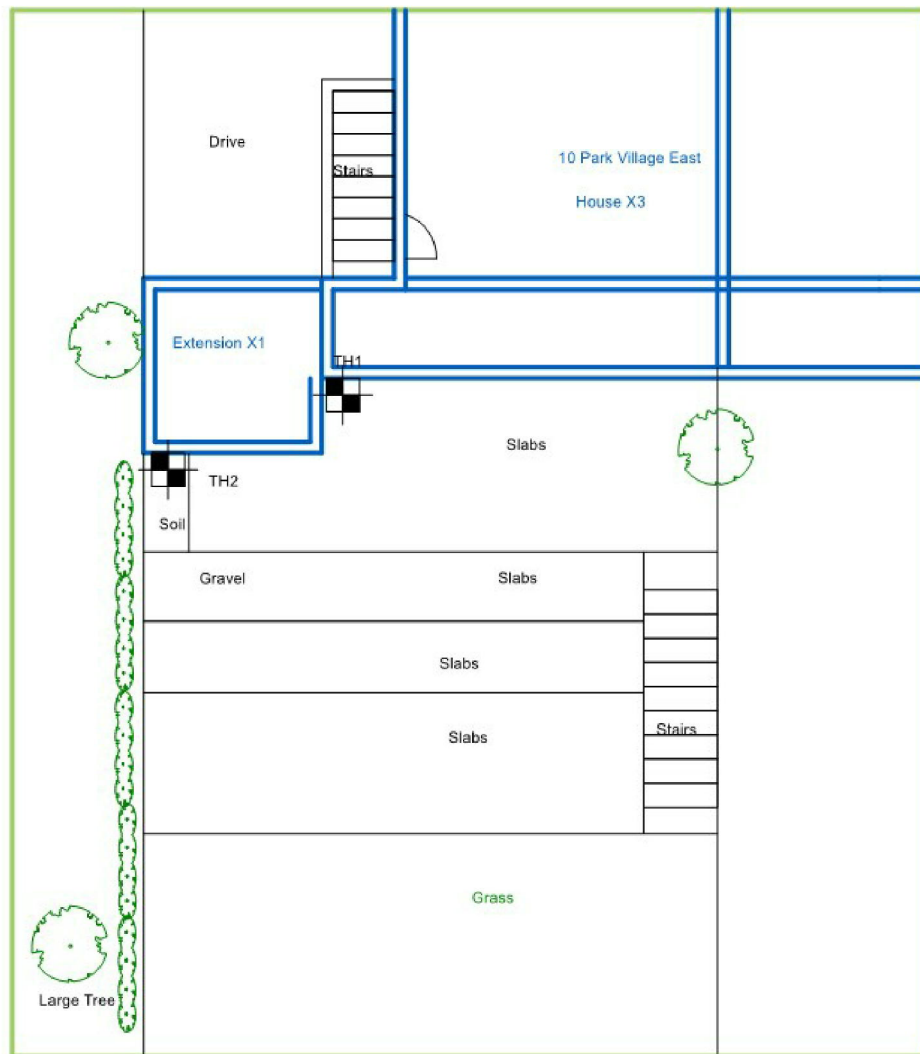 Drive
Stairs
10 Park Village East
House X3
Extension X1
TH1
Slabs
TH2
Soil
Gravel
Slabs
Slabs
Stairs
Slabs
Grass
Large Tree